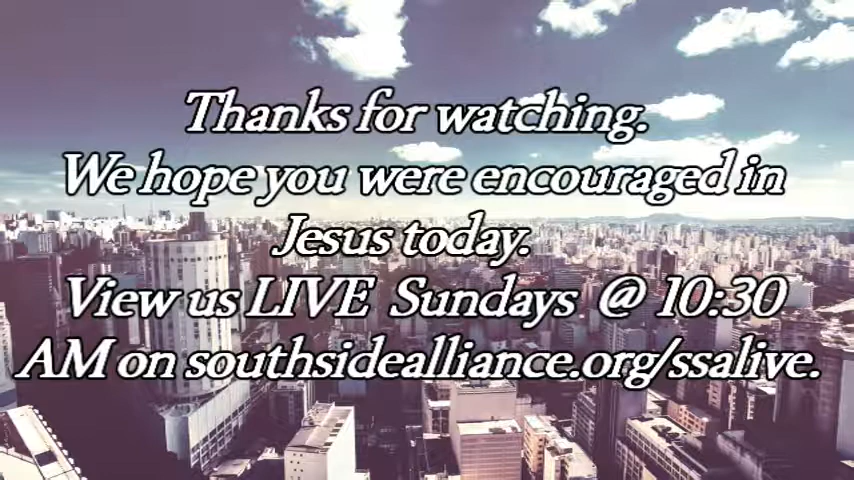 Thanks for watching.
We hope you were encouraged in
Jesus today.
View us LIVE Sundays @ 10:30
AM on southsidealliance.org/ssalive.